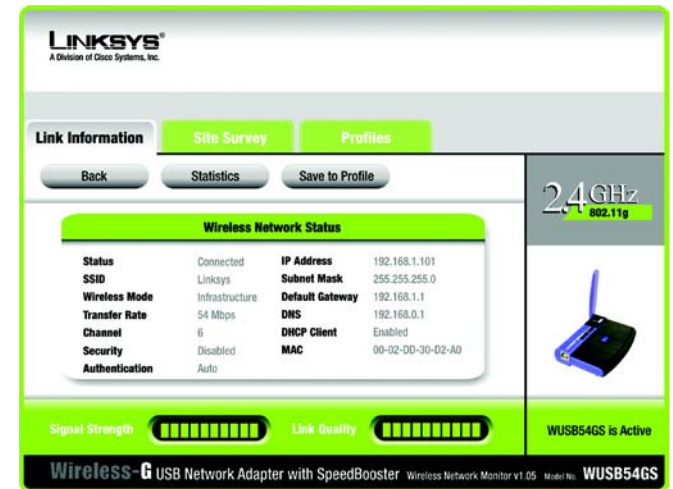 LINKSYS®
A Division of Cisco Systems, Inc.
Link Information Site Survey Profiles
Back Statistics Save to Profile
2.4GHz
802.11g
Wireless Network Status
Status Connected IP Address 192.168.1.101
SSID Linksys Subnet Mask 255.255.255.0
Wireless Mode Infrastructure Default Gateway 192.168.1.1
Transfer Rate 54 Mbps DNS 192.168.0.1
Channel 6 DHCP Client Enabled
Security Disabled MAC 00-02-DD-30-D2-A0
Authentication Auto
Signal Strength Link Quality WUSB54GS is Active
Wireless-G USB Network Adapter with SpeedBooster Wireless Network Monitor v1.05 Model No. WUSB54GS